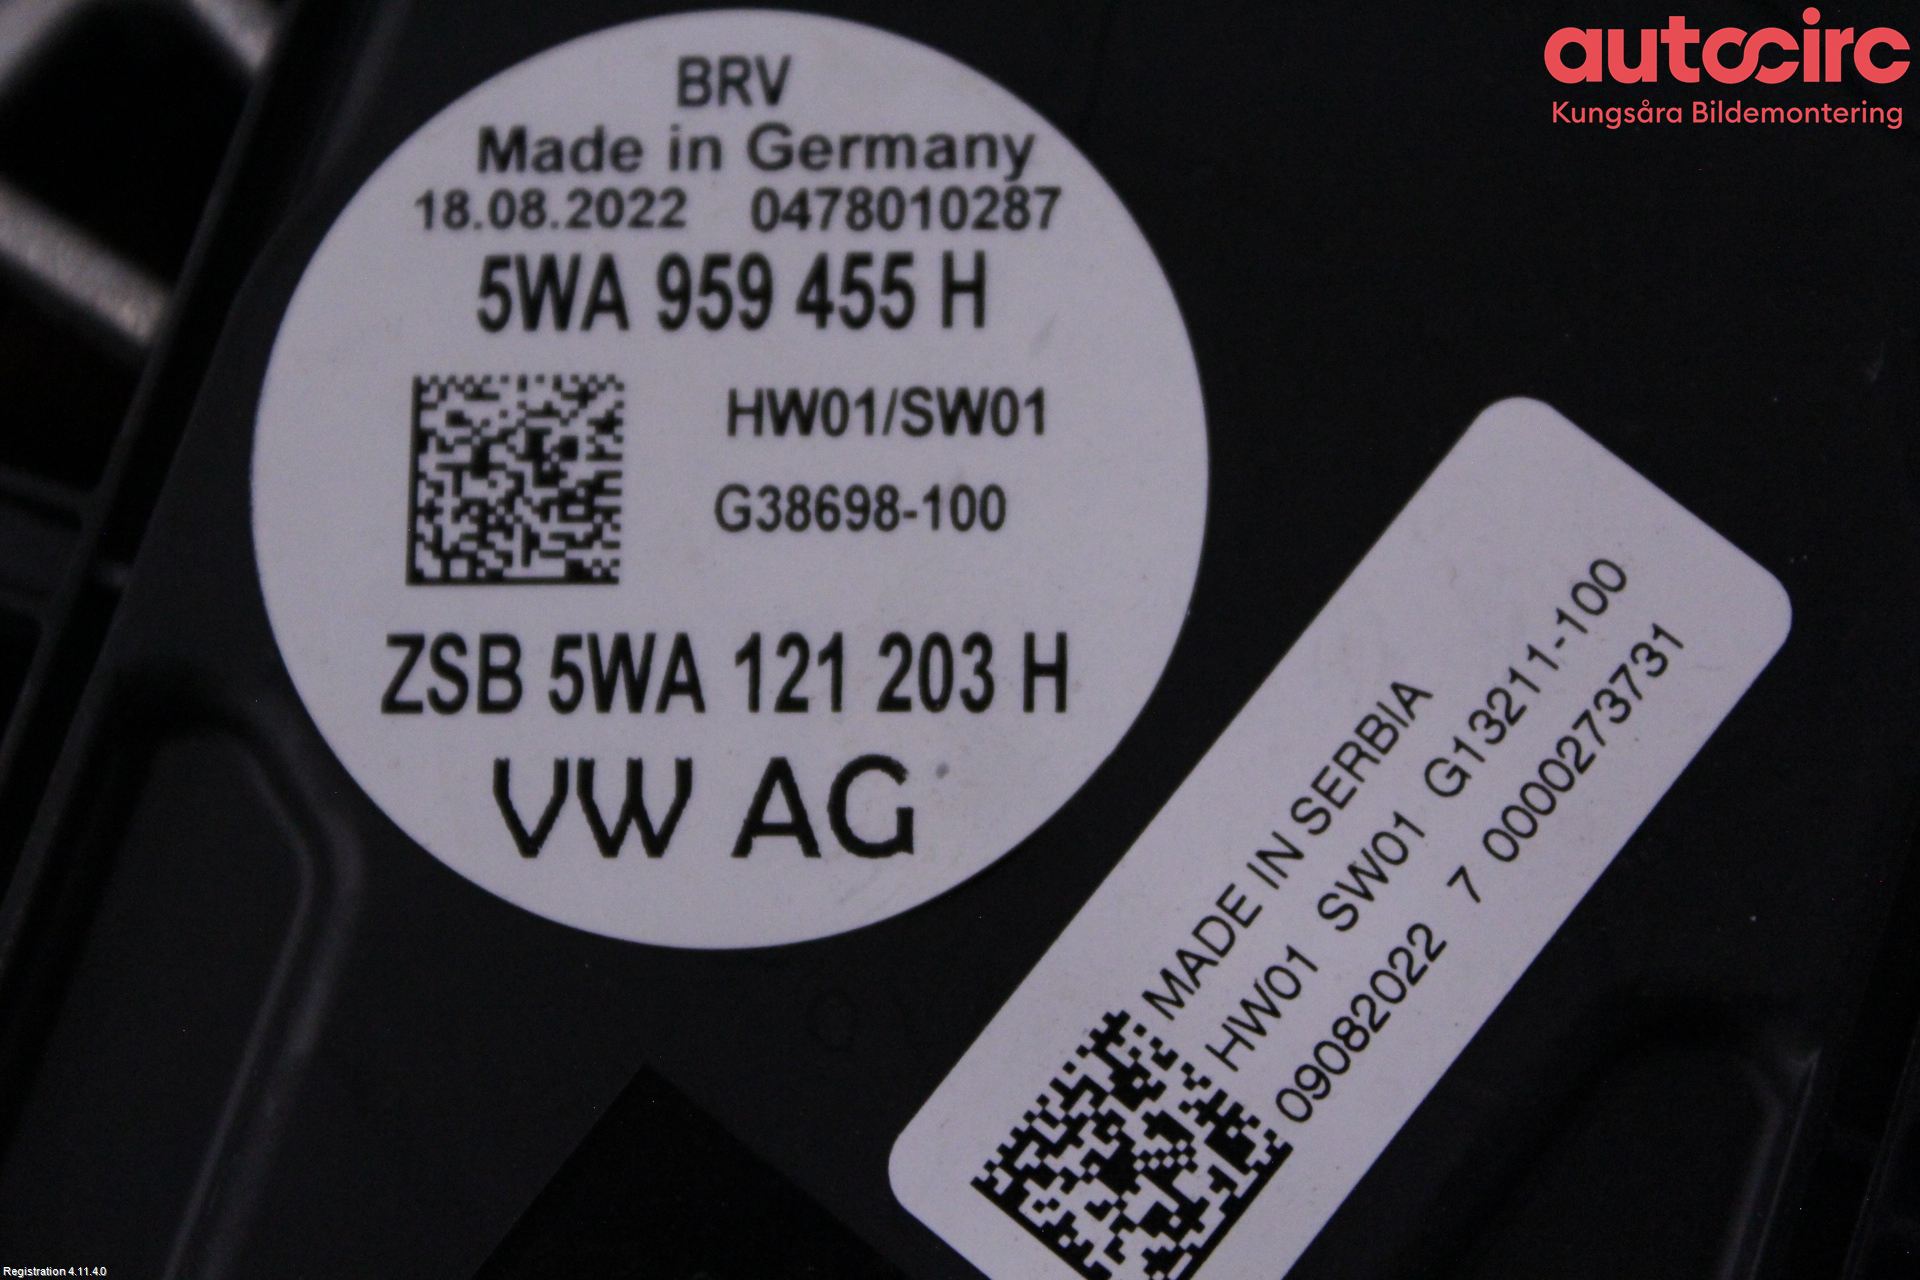 autocirc
Kungsåra Bildemontering
BRV
Made in Germany
18.08.2022 0478010287
5WA 959 455 H
HW01/SW01
G38698-100
ZSB 5WA 121 203 H
VW AG
MADE IN SERBIA
HW01 SW01 G13211-100
09082022 7 0000273731
Registration 4.11.4.0